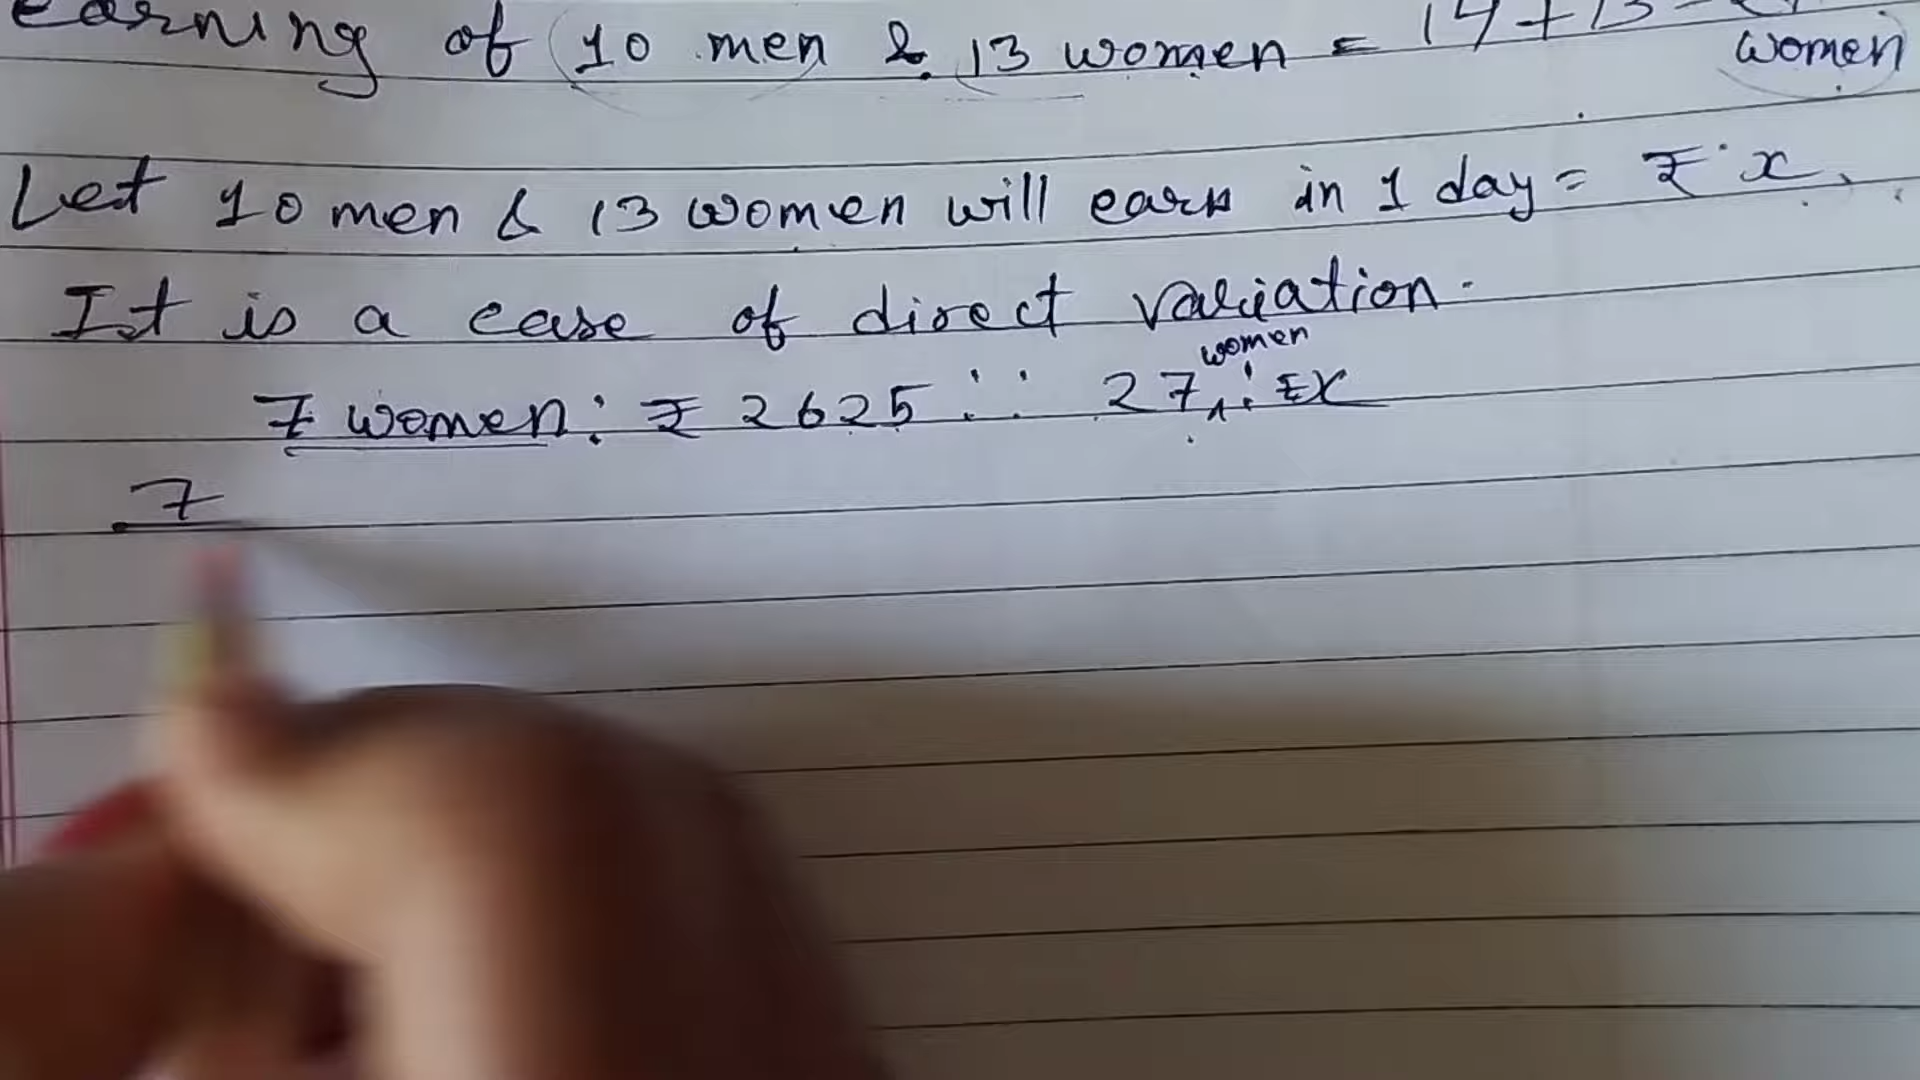 earning of 10 men & 13 women = 14 + 13 =
women
Let 10 men & 13 women will earn in 1 day = ₹ x.
It is a case of direct variation.
women
7 women : ₹ 2625 :: 27 : ₹x
7